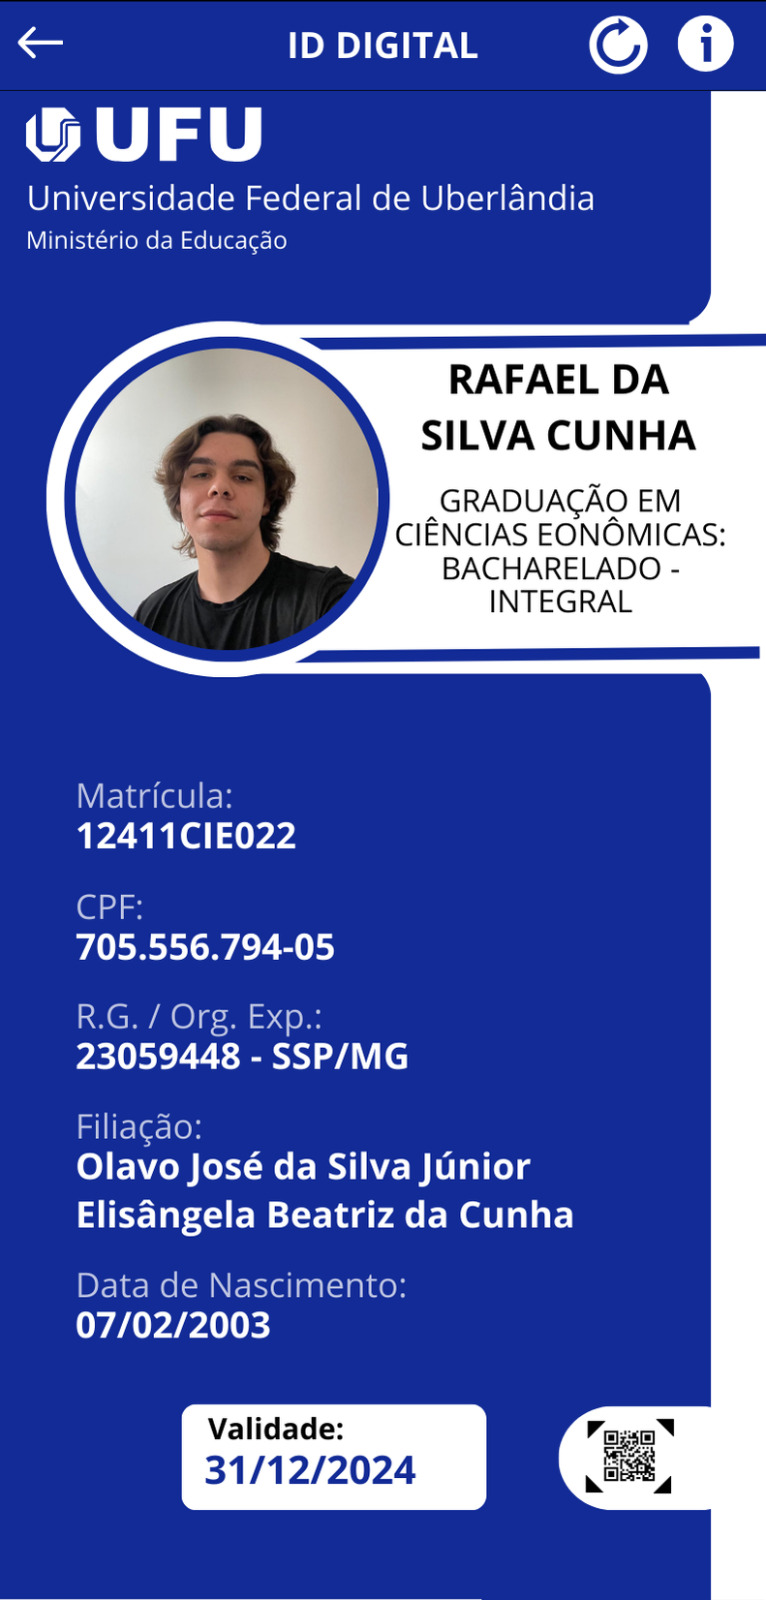 ID DIGITAL
UFU
Universidade Federal de Uberlândia
Ministério da Educação
RAFAEL DA
SILVA CUNHA
GRADUAÇÃO EM
CIÊNCIAS EONÔMICAS:
BACHARELADO -
INTEGRAL
Matrícula:
12411CIE022
CPF:
705.556.794-05
R.G. / Org. Exp.:
23059448 - SSP/MG
Filiação:
Olavo José da Silva Júnior
Elisângela Beatriz da Cunha
Data de Nascimento:
07/02/2003
Validade:
31/12/2024